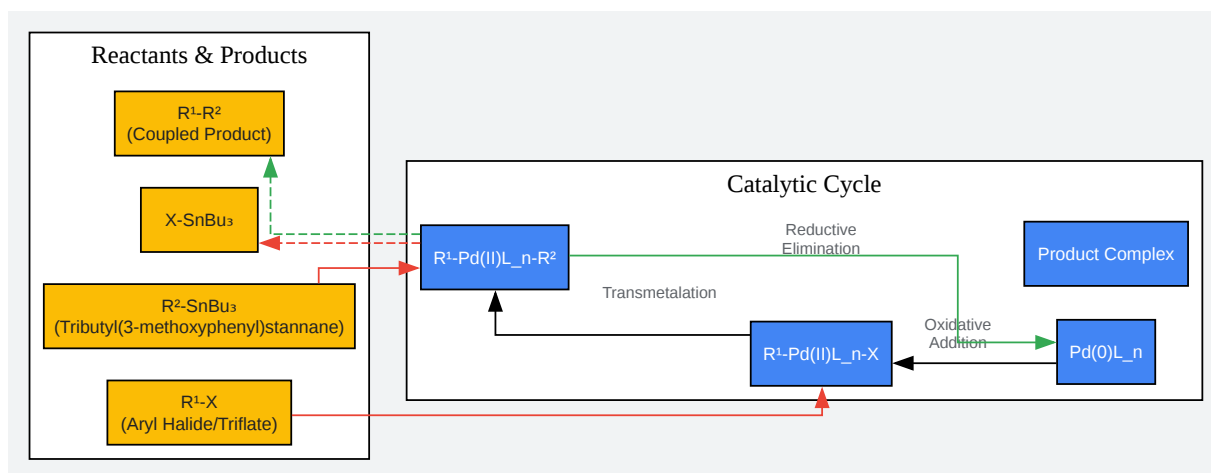 Reactants & Products
R¹-R²
(Coupled Product)
X-SnBu₃
R²-SnBu₃
(Tributyl(3-methoxyphenyl)stannane)
R¹-X
(Aryl Halide/Triflate)
Catalytic Cycle
R¹-Pd(II)L_n-R²
Reductive
Elimination
Product Complex
Transmetalation
R¹-Pd(II)L_n-X
Oxidative
Addition
Pd(0)L_n